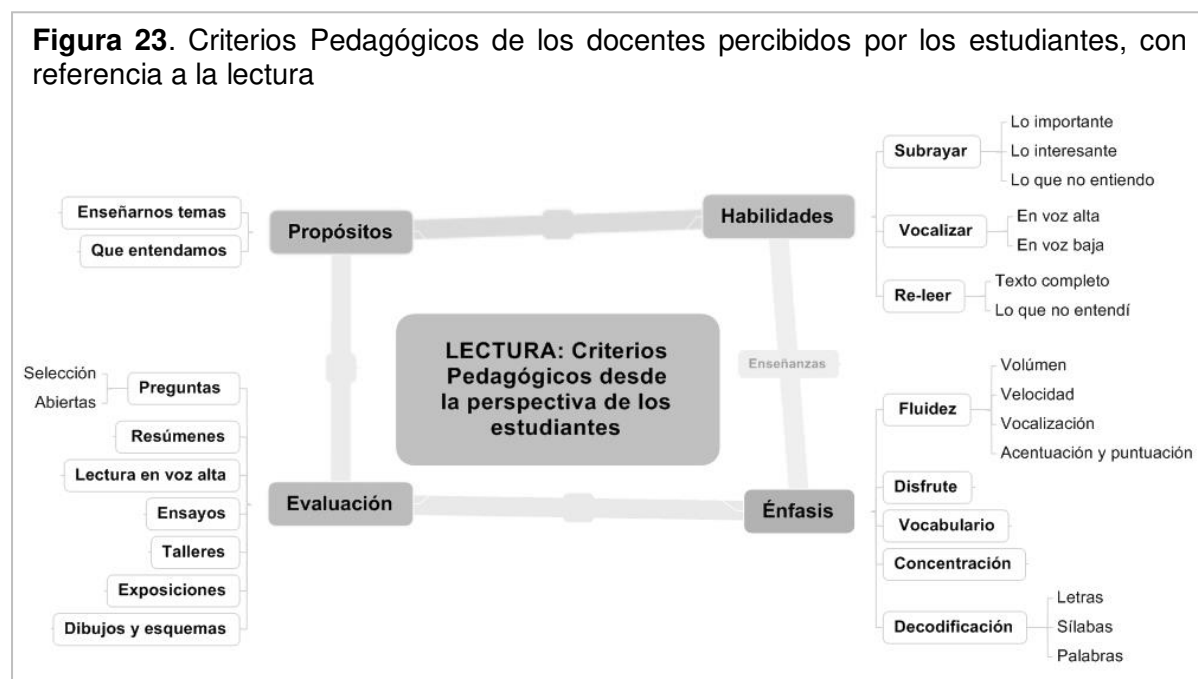 Figura 23. Criterios Pedagógicos de los docentes percibidos por los estudiantes, con
referencia a la lectura
Enseñarnos temas
Que entendamos
Propósitos
Habilidades
Subrayar
Lo importante
Lo interesante
Lo que no entiendo
Vocalizar
En voz alta
En voz baja
Re-leer
Texto completo
Lo que no entendí
LECTURA: Criterios
Pedagógicos desde
la perspectiva de los
estudiantes
Enseñanzas
Selección
Abiertas
Preguntas
Resúmenes
Lectura en voz alta
Ensayos
Talleres
Exposiciones
Dibujos y esquemas
Evaluación
Énfasis
Fluidez
Volúmen
Velocidad
Vocalización
Acentuación y puntuación
Disfrute
Vocabulario
Concentración
Decodificación
Letras
Sílabas
Palabras